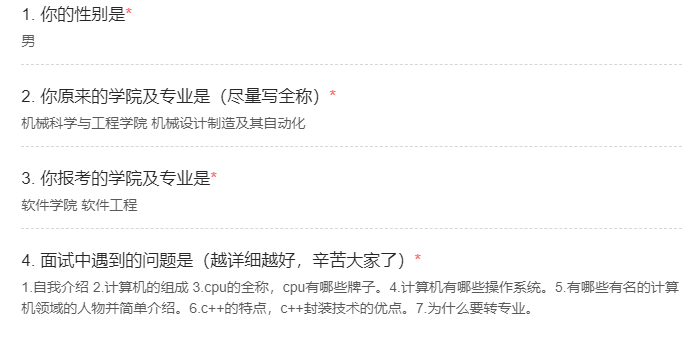 1. 你的性别是*
男
2. 你原来的学院及专业是（尽量写全称）*
机械科学与工程学院 机械设计制造及其自动化
3. 你报考的学院及专业是*
软件学院 软件工程
4. 面试中遇到的问题是（越详细越好，辛苦大家了）*
1.自我介绍 2.计算机的组成 3.cpu的全称，cpu有哪些牌子。4.计算机有哪些操作系统。5.有哪些有名的计算
机领域的人物并简单介绍。6.c++的特点，c++封装技术的优点。7.为什么要转专业。